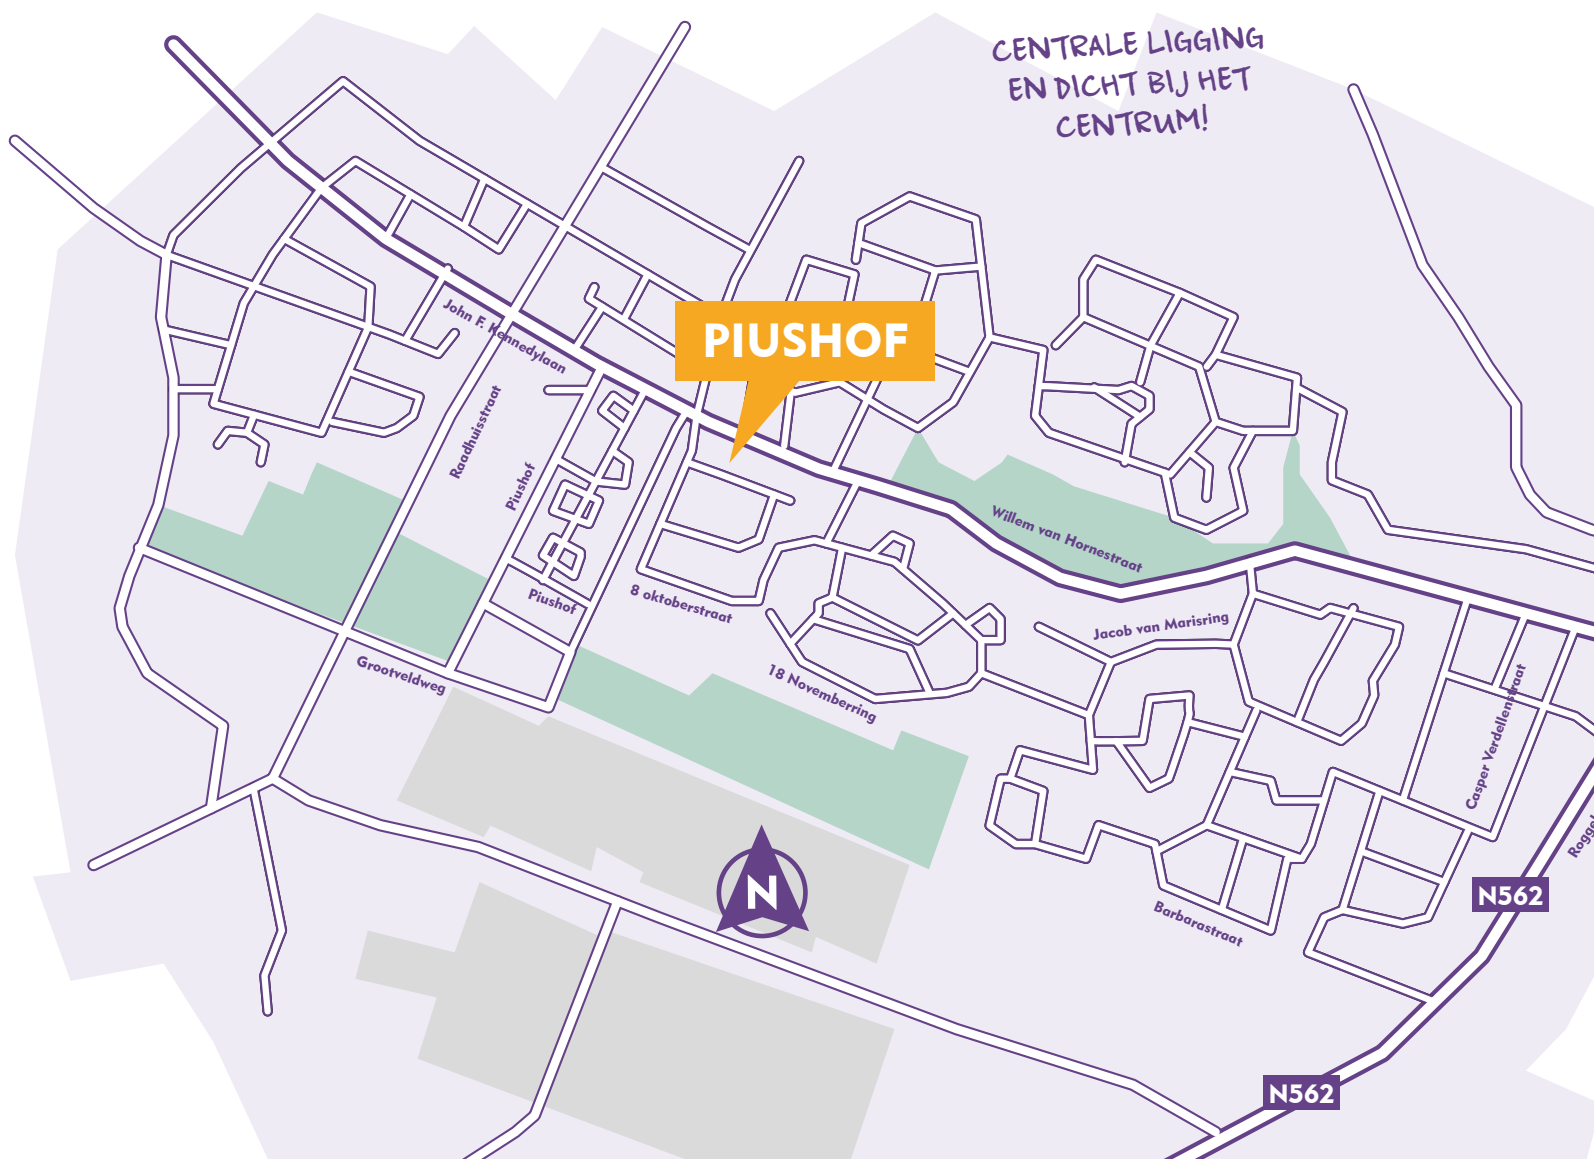 CENTRALE LIGGING
EN DICHT BIJ HET
CENTRUM!
John F. Kennedylaan
PIUSHOF
Raadhuisstraat
Piushof
Piushof
8 oktoberstraat
Willem van Hornestraat
Jacob van Marisring
Grootveldweg
18 Novemberring
Casper Verdellenstraat
N562
N
Barbarastraat
N562